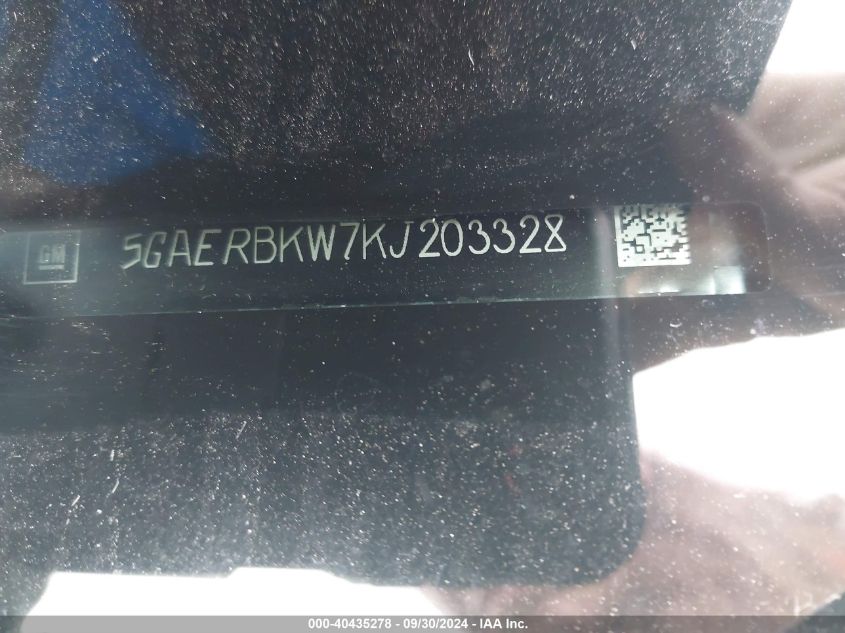 GM 5GAERBKW7KJ203328
000-40435278 - 09/30/2024 - IAA Inc.